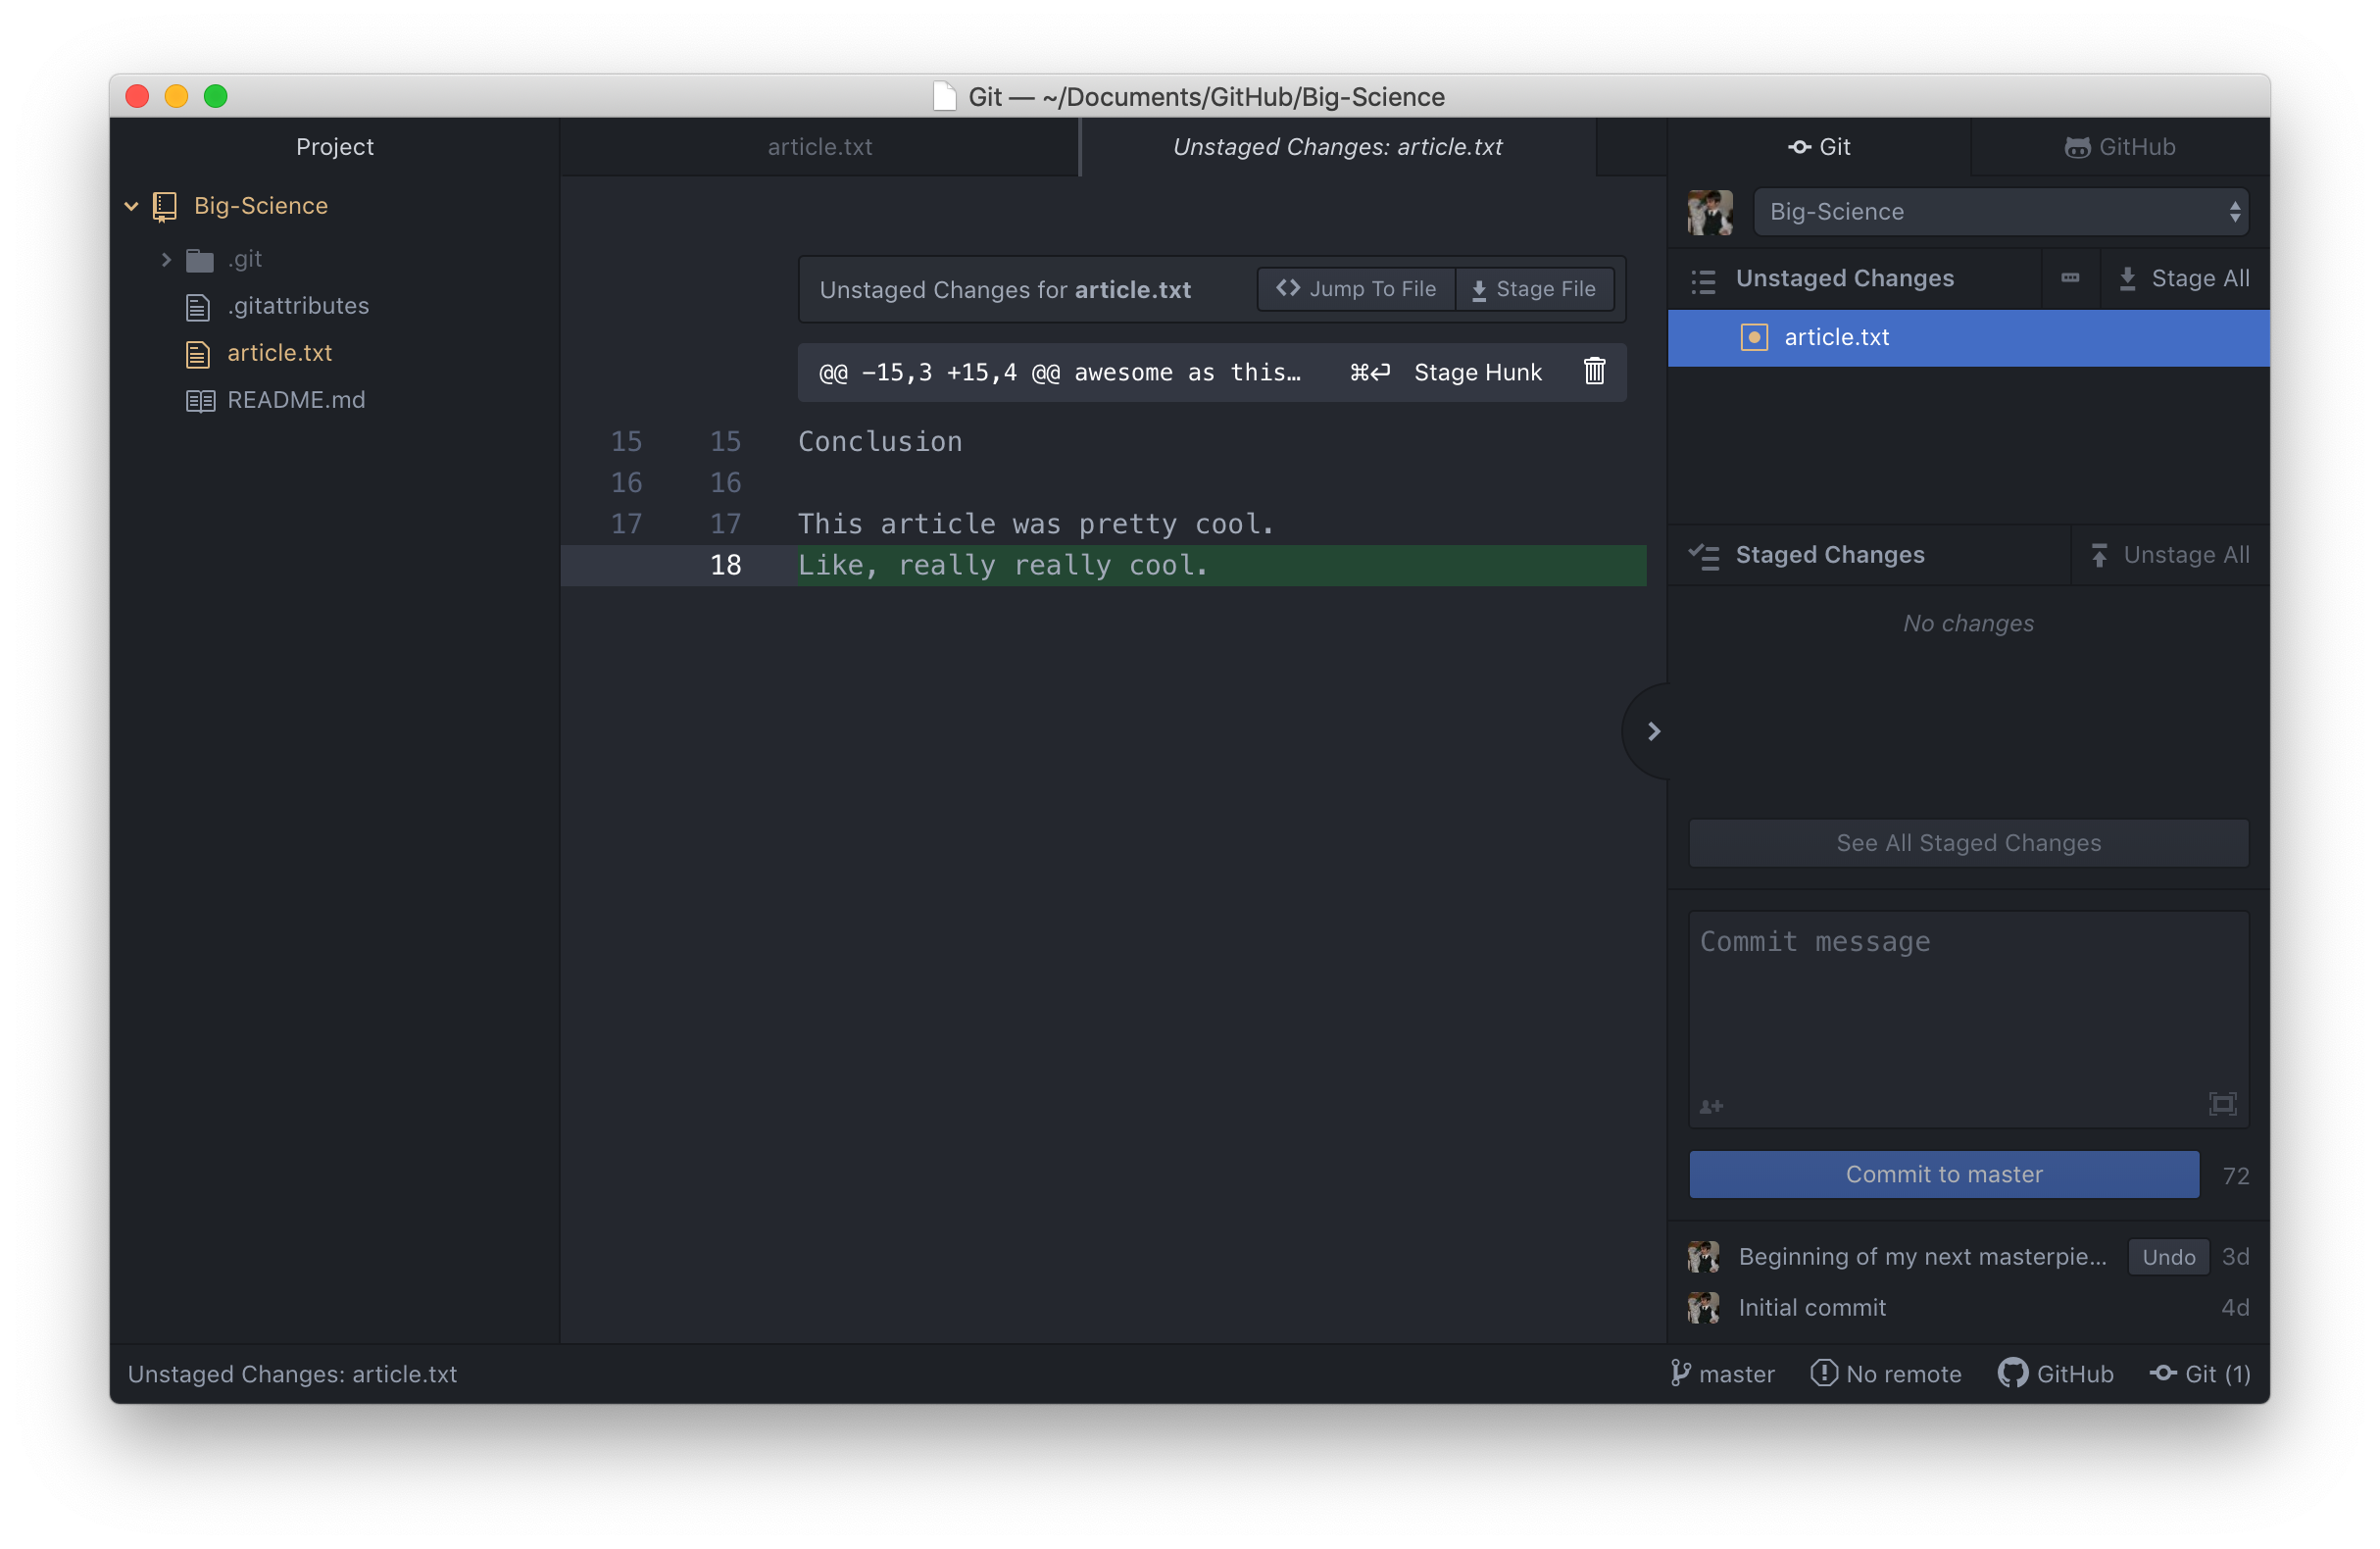 Git — ~/Documents/GitHub/Big-Science
Project
Big-Science
.git
.gitattributes
article.txt
README.md
article.txt
Unstaged Changes: article.txt
Unstaged Changes for article.txt
Jump To File
Stage File
@@ -15,3 +15,4 @@ awesome as this… ⌘⏎ Stage Hunk
15 15 Conclusion
16 16
17 17 This article was pretty cool.
18 Like, really really cool.
Git
GitHub
Big-Science
Unstaged Changes
Stage All
article.txt
Staged Changes
Unstage All
No changes
See All Staged Changes
Commit message
Commit to master
72
Beginning of my next masterpie... Undo 3d
Initial commit 4d
Unstaged Changes: article.txt
master
No remote
GitHub
Git (1)